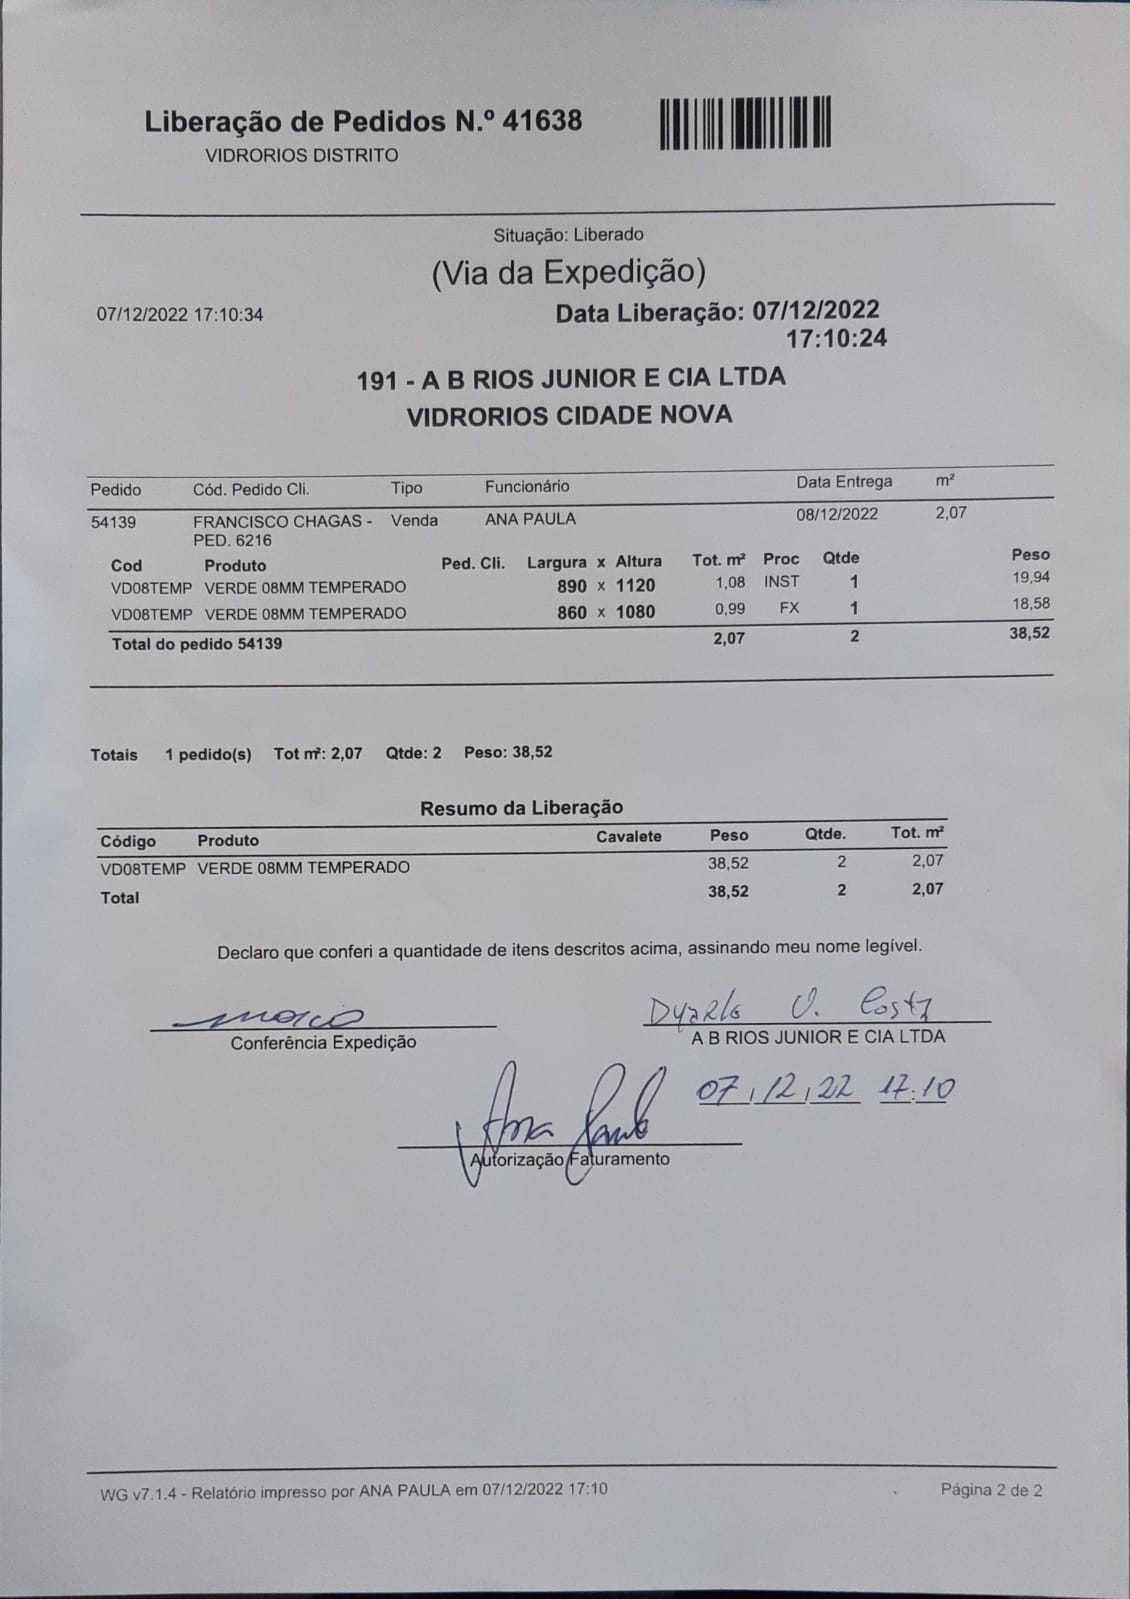 Liberação de Pedidos N.º 41638
VIDRORIOS DISTRITO
Situação: Liberado
(Via da Expedição)
07/12/2022 17:10:34 Data Liberação: 07/12/2022
17:10:24
191 - A B RIOS JUNIOR E CIA LTDA
VIDRORIOS CIDADE NOVA
Pedido Cód. Pedido Cli. Tipo Funcionário Data Entrega m²
54139 FRANCISCO CHAGAS - Venda ANA PAULA 08/12/2022 2,07
PED. 6216
Cod Produto Ped. Cli. Largura x Altura Tot. m² Proc Qtde Peso
VD08TEMP VERDE 08MM TEMPERADO 890 x 1120 1,08 INST 1 19,94
VD08TEMP VERDE 08MM TEMPERADO 860 x 1080 0,99 FX 1 18,58
Total do pedido 54139 2,07 2 38,52
Totais 1 pedido(s) Tot m²: 2,07 Qtde: 2 Peso: 38,52
Resumo da Liberação
Código Produto Cavalete Peso Qtde. Tot. m²
VD08TEMP VERDE 08MM TEMPERADO 38,52 2 2,07
Total 38,52 2 2,07
Declaro que conferi a quantidade de itens descritos acima, assinando meu nome legível.
V. Costa
Conferência Expedição A B RIOS JUNIOR E CIA LTDA
07/12/22 17:10
Ana Paula
Autorização Faturamento
WG v7.1.4 - Relatório impresso por ANA PAULA em 07/12/2022 17:10 Página 2 de 2